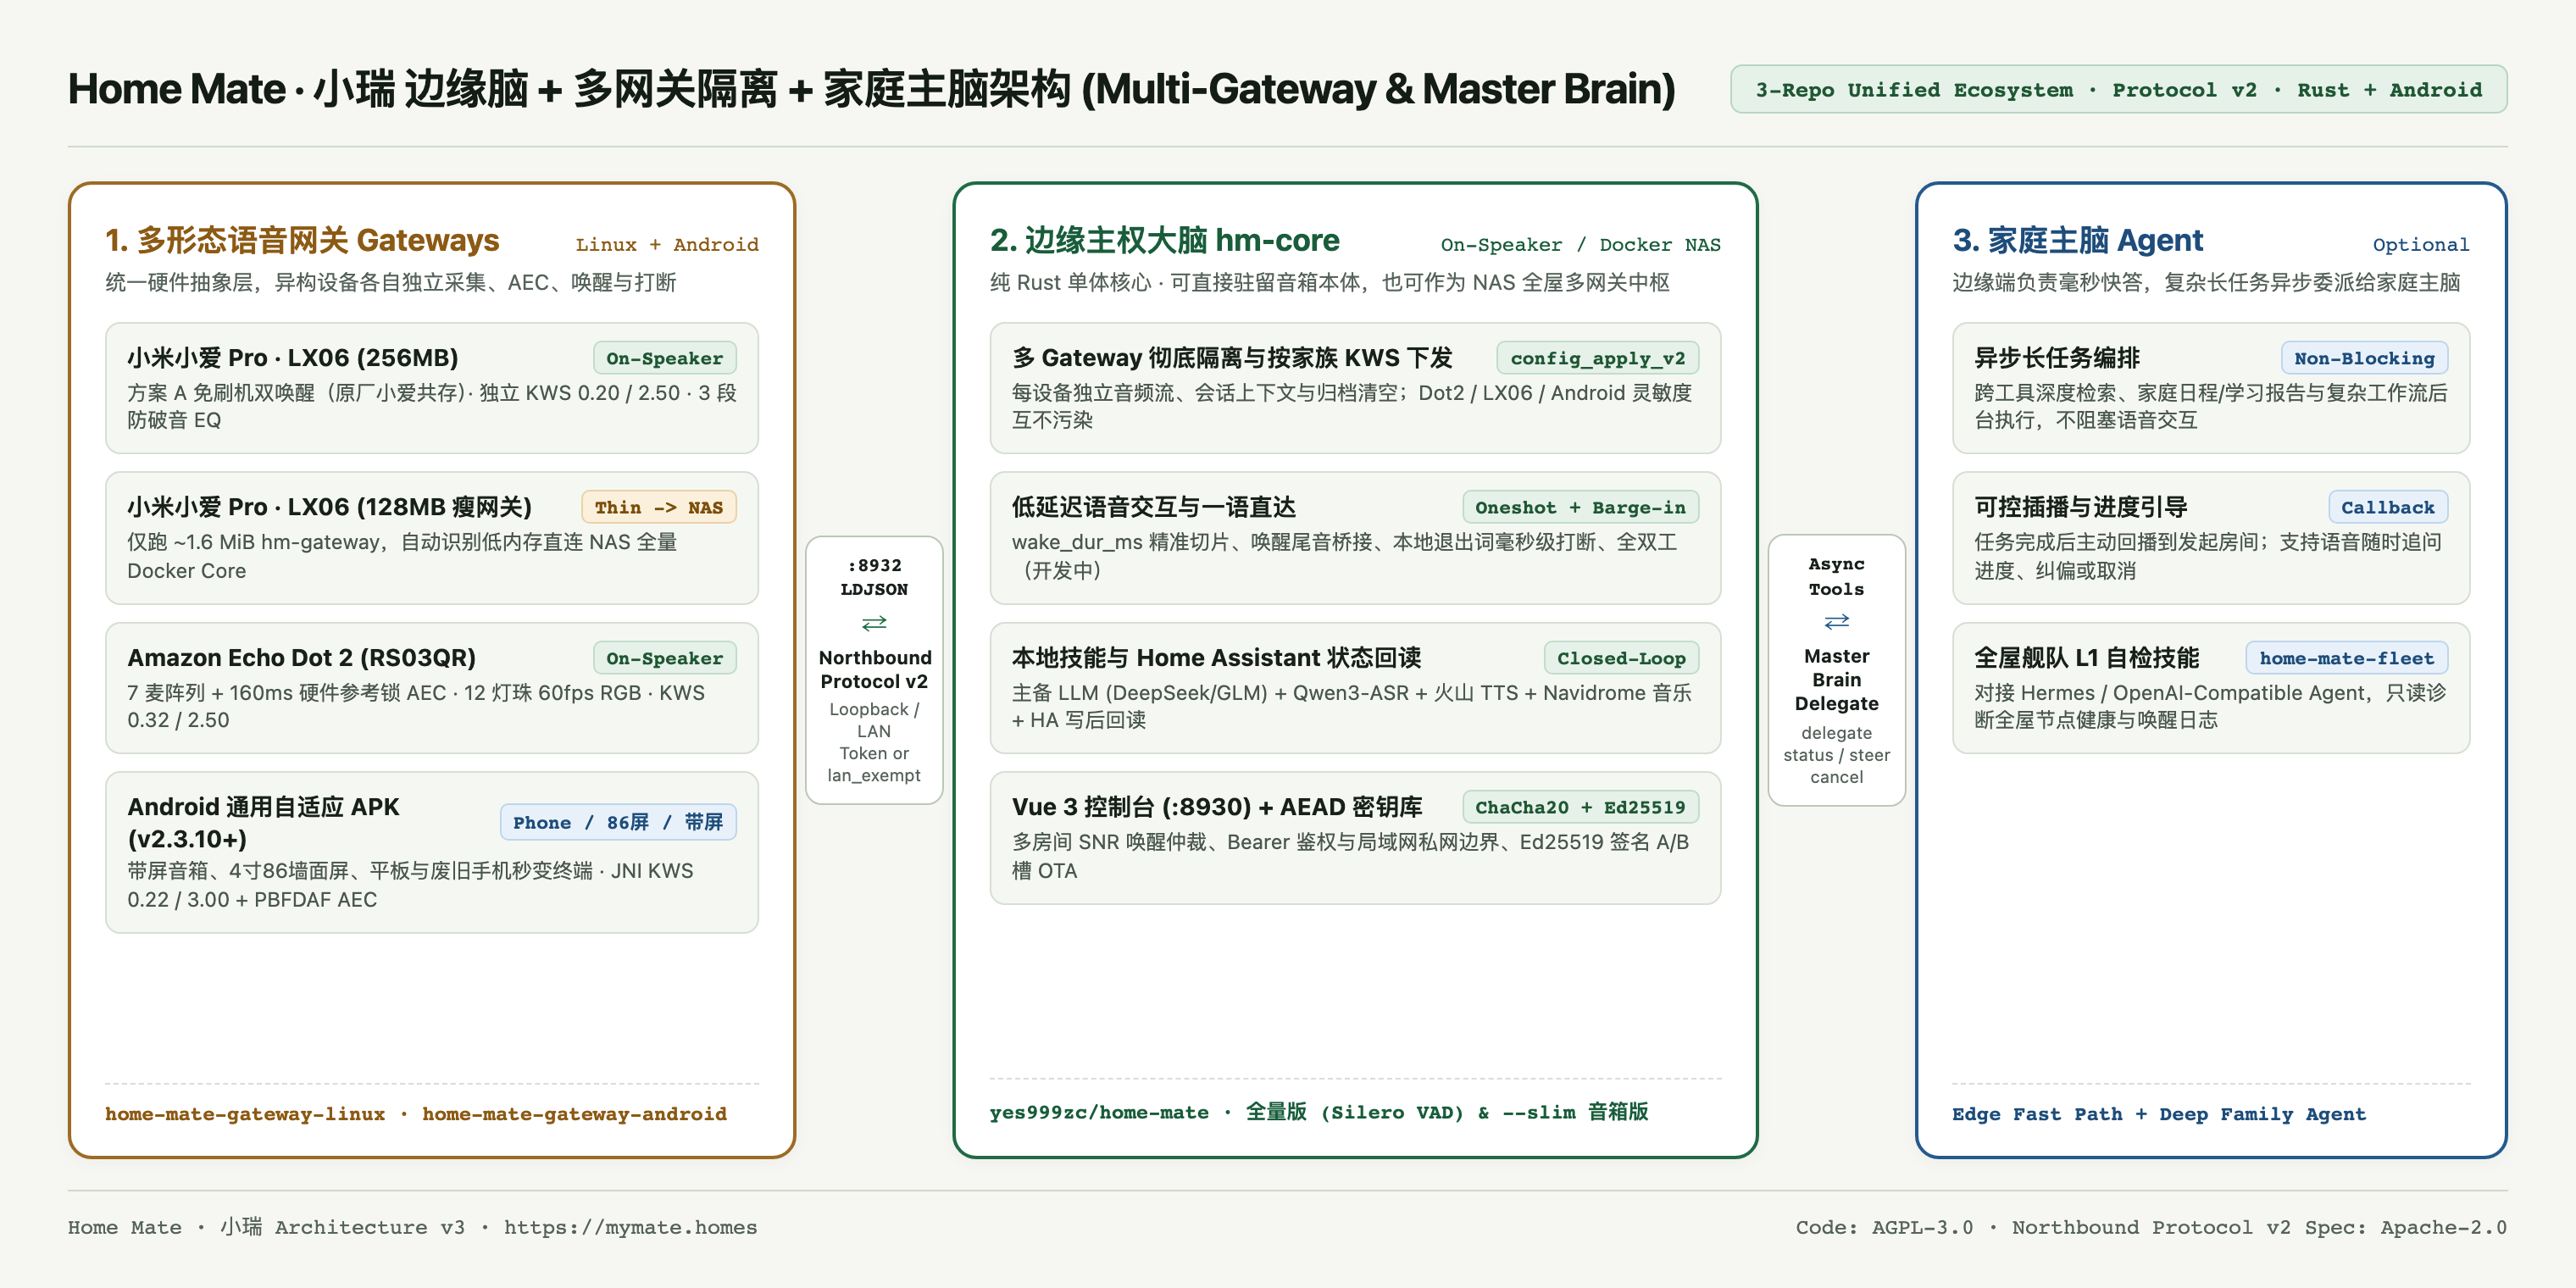 Home Mate · 小瑞 边缘脑 + 多网关隔离 + 家庭主脑架构 (Multi-Gateway & Master Brain)
3-Repo Unified Ecosystem · Protocol v2 · Rust + Android
1. 多形态语音网关 Gateways
Linux + Android
统一硬件抽象层，异构设备各自独立采集、AEC、唤醒与打断
小米小爱 Pro · LX06 (256MB)
On-Speaker
方案 A 免刷机双唤醒（原厂小爱共存）· 独立 KWS 0.20 / 2.50 · 3 段
防破音 EQ
小米小爱 Pro · LX06 (128MB 瘦网关)
Thin -> NAS
仅跑 ~1.6 MiB hm-gateway，自动识别低内存直连 NAS 全量
Docker Core
Amazon Echo Dot 2 (RS03QR)
On-Speaker
7 麦阵列 + 160ms 硬件参考锁 AEC · 12 灯珠 60fps RGB · KWS
0.32 / 2.50
Android 通用自适应 APK
(v2.3.10+)
Phone / 86屏 / 带屏
带屏音箱、4寸86墙面屏、平板与废旧手机秒变终端 · JNI KWS
0.22 / 3.00 + PBFDAF AEC
home-mate-gateway-linux · home-mate-gateway-android
:8932
LDJSON
⇄
Northbound
Protocol v2
Loopback /
LAN
Token or
lan_exempt
2. 边缘主权大脑 hm-core
On-Speaker / Docker NAS
纯 Rust 单体核心 · 可直接驻留音箱本体，也可作为 NAS 全屋多网关中枢
多 Gateway 彻底隔离与按家族 KWS 下发
config_apply_v2
每设备独立音频流、会话上下文与归档清空；Dot2 / LX06 / Android 灵敏度
互不污染
低延迟语音交互与一语直达
Oneshot + Barge-in
wake_dur_ms 精准切片、唤醒尾音桥接、本地退出词毫秒级打断、全双工
（开发中）
本地技能与 Home Assistant 状态回读
Closed-Loop
主备 LLM (DeepSeek/GLM) + Qwen3-ASR + 火山 TTS + Navidrome 音乐
+ HA 写后回读
Vue 3 控制台 (:8930) + AEAD 密钥库
ChaCha20 + Ed25519
多房间 SNR 唤醒仲裁、Bearer 鉴权与局域网私网边界、Ed25519 签名 A/B
槽 OTA
yes999zc/home-mate · 全量版 (Silero VAD) & --slim 音箱版
Async
Tools
⇄
Master
Brain
Delegate
delegate
status / steer
cancel
3. 家庭主脑 Agent
Optional
边缘端负责毫秒快答，复杂长任务异步委派给家庭主脑
异步长任务编排
Non-Blocking
跨工具深度检索、家庭日程/学习报告与复杂工作流后
台执行，不阻塞语音交互
可控插播与进度引导
Callback
任务完成后主动回播到发起房间；支持语音随时追问
进度、纠偏或取消
全屋舰队 L1 自检技能
home-mate-fleet
对接 Hermes / OpenAI-Compatible Agent，只读诊
断全屋节点健康与唤醒日志
Edge Fast Path + Deep Family Agent
Home Mate · 小瑞 Architecture v3 · https://mymate.homes
Code: AGPL-3.0 · Northbound Protocol v2 Spec: Apache-2.0